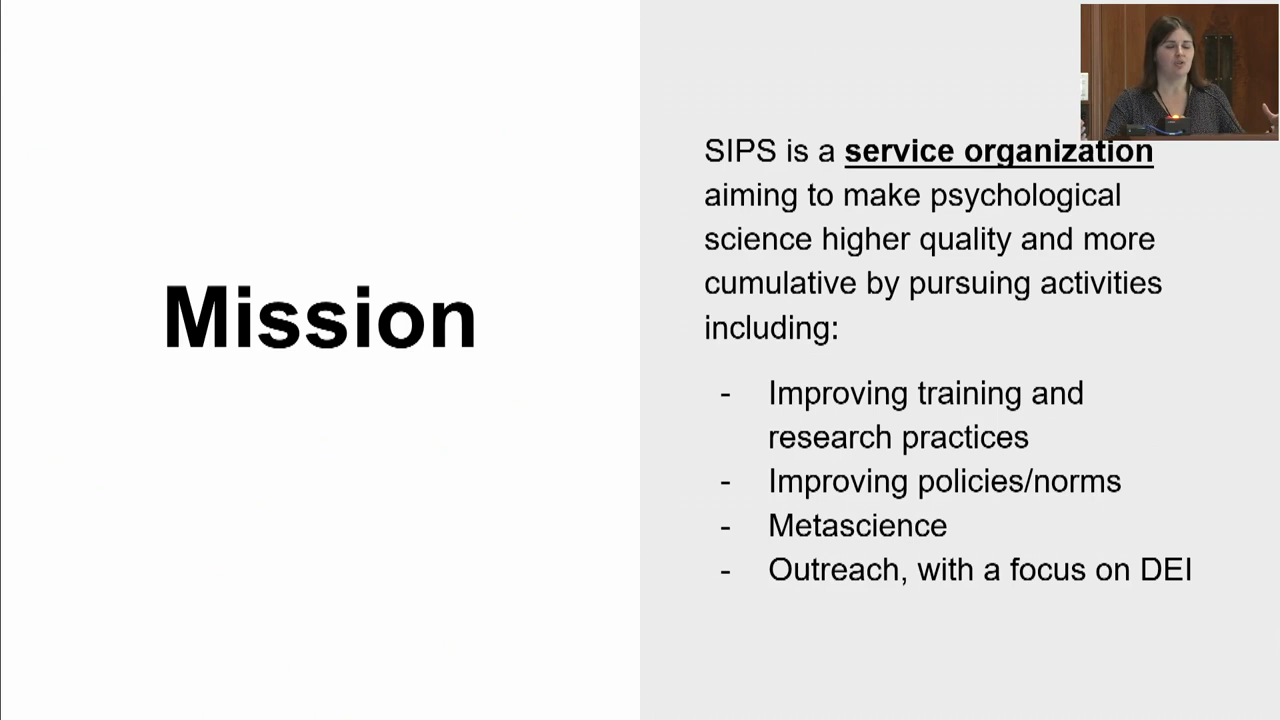 Mission
SIPS is a service organization
aiming to make psychological
science higher quality and more
cumulative by pursuing activities
including:
- Improving training and
research practices
- Improving policies/norms
- Metascience
- Outreach, with a focus on DEI